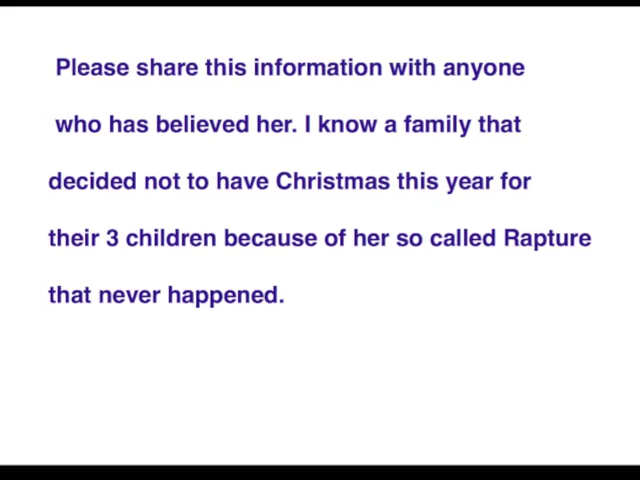 Please share this information with anyone
who has believed her. I know a family that
decided not to have Christmas this year for
their 3 children because of her so called Rapture
that never happened.